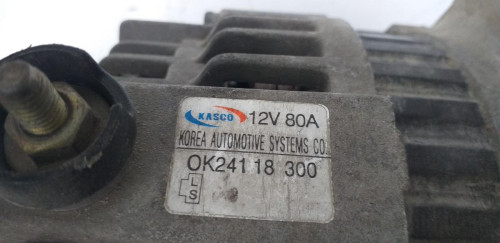 KASCO 12V 80A
KOREA AUTOMOTIVE SYSTEMS CO.
OK241 18 300
L
S